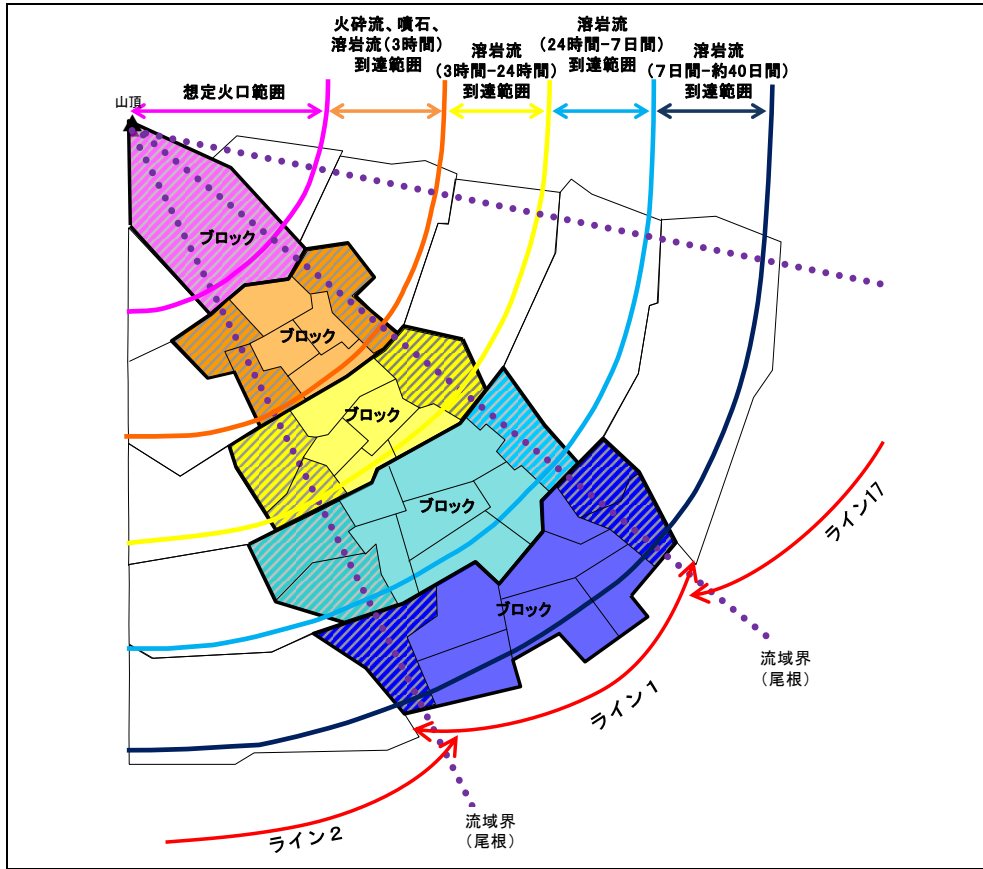 火砕流、噴石、
溶岩流(3時間)
到達範囲
溶岩流
(3時間-24時間)
到達範囲
溶岩流
(24時間-7日間)
到達範囲
溶岩流
(7日間-約40日間)
到達範囲
想定火口範囲
山頂
ブロック
ブロック
ブロック
ブロック
ブロック
ライン17
ライン1
ライン2
流域界
(尾根)
流域界
(尾根)